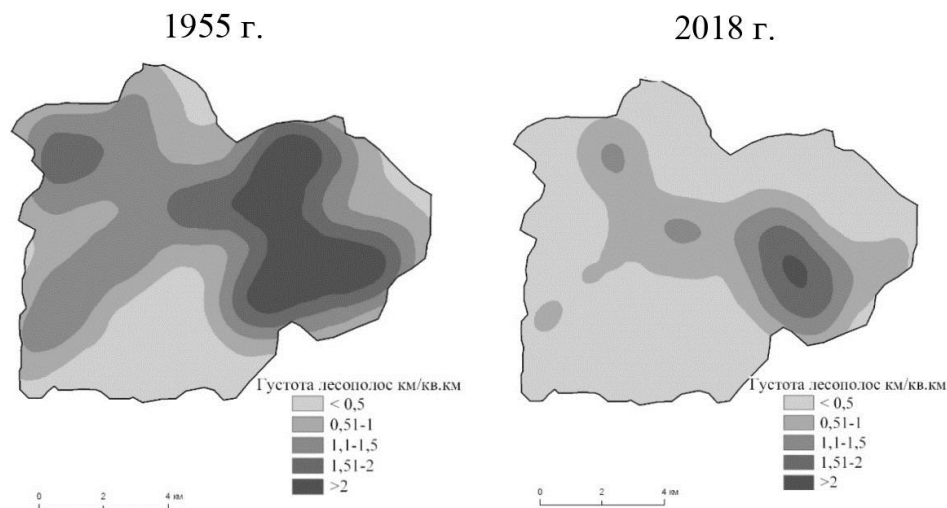 1955 г.
2018 г.
Густота лесополос км/кв.км
< 0,5
0,51-1
1,1-1,5
1,51-2
>2
0 2 4 км
Густота лесополос км/кв.км
< 0,5
0,51-1
1,1-1,5
1,51-2
>2
0 2 4 км